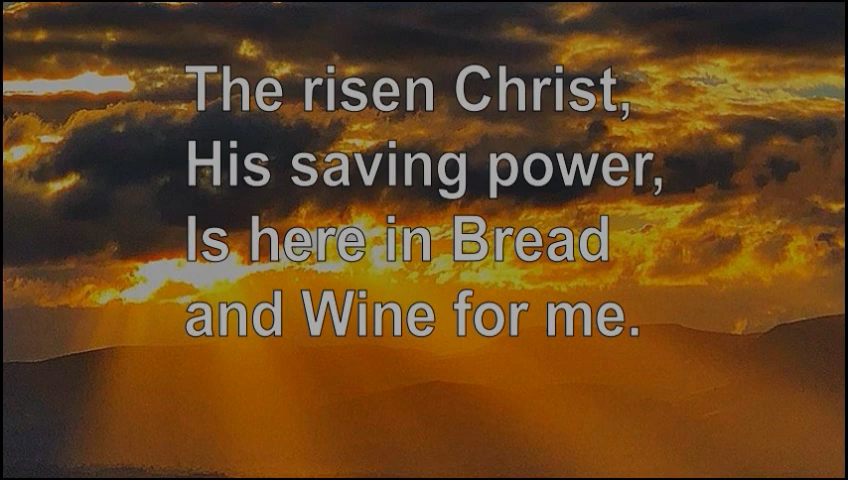 The risen Christ,
His saving power,
Is here in Bread
and Wine for me.